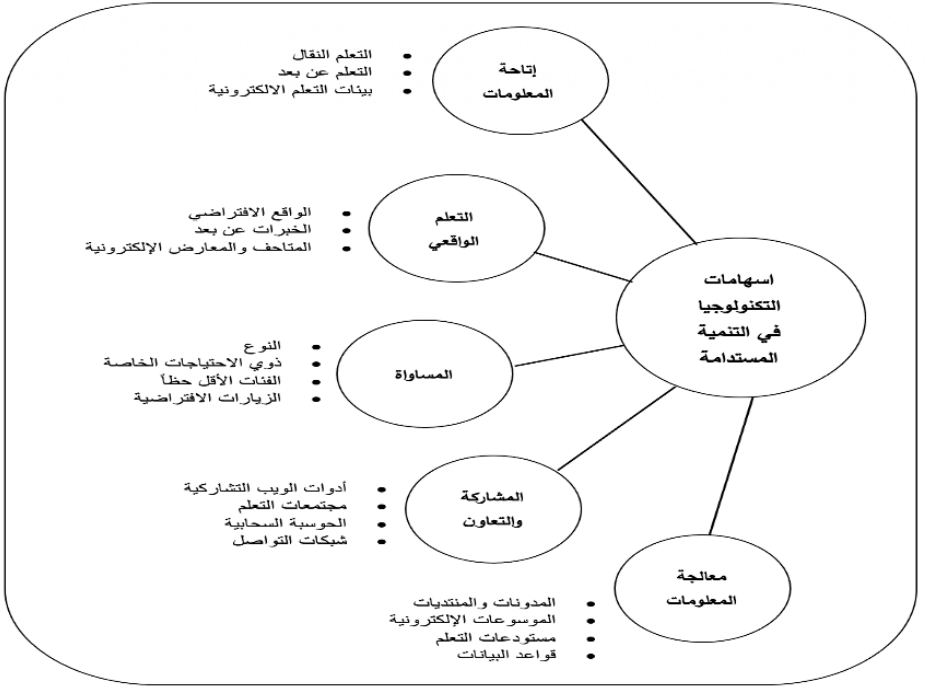 إتاحة
المعلومات
التعلم النقال
التعلم عن بعد
بيئات التعلم الالكترونية
التعلم
الواقعي
الواقع الافتراضي
الخبرات عن بعد
المتاحف والمعارض الإلكترونية
اسهامات
التكنولوجيا
في التنمية
المستدامة
المساواة
النوع
ذوي الاحتياجات الخاصة
الفئات الأقل حظاً
الزيارات الافتراضية
المشاركة
والتعاون
أدوات الويب التشاركية
مجتمعات التعلم
الحوسبة السحابية
شبكات التواصل
معالجة
المعلومات
المدونات والمنتديات
الموسوعات الإلكترونية
مستودعات التعلم
قواعد البيانات